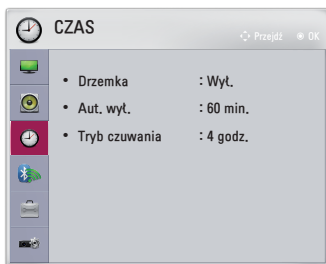 CZAS
Przejdź OK
• Drzemka : Wył.
• Aut. wył. : 60 min.
• Tryb czuwania : 4 godz.